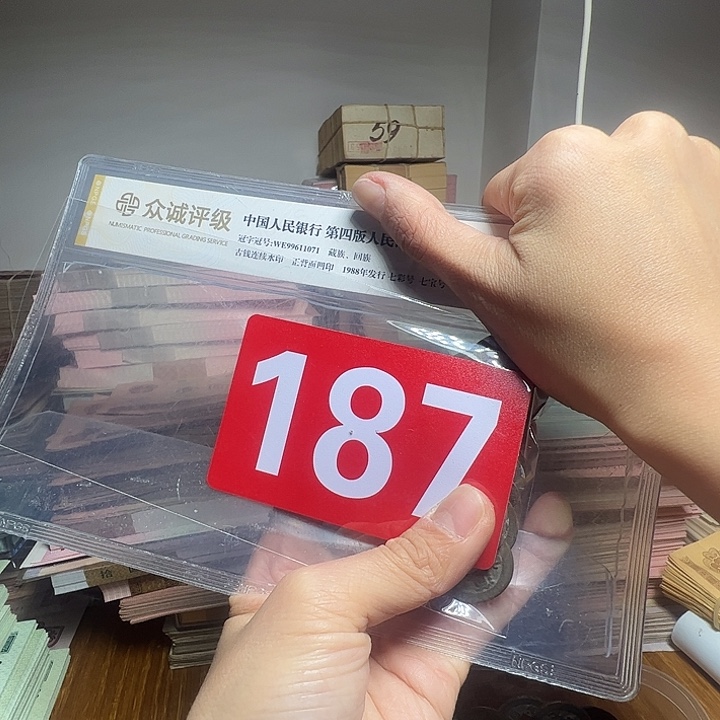 59
众诚评级
NUMISMATIC PROFESSIONAL GRADING SERVICE
中国人民银行 第四版人民
冠字冠号:WE99611071 藏族、回族
古钱连续水印 正背面凹印 1988年发行 七彩号 七宝号
187